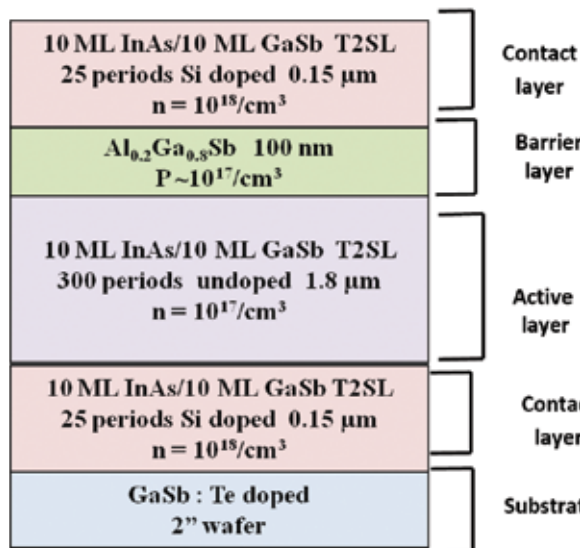 10 ML InAs/10 ML GaSb T2SL
25 periods Si doped 0.15 µm
n = 10¹⁸/cm³
Contact
layer
Al₀.₂Ga₀.₈Sb 100 nm
P ~10¹⁷/cm³
Barrier
layer
10 ML InAs/10 ML GaSb T2SL
300 periods undoped 1.8 µm
n = 10¹⁷/cm³
Active
layer
10 ML InAs/10 ML GaSb T2SL
25 periods Si doped 0.15 µm
n = 10¹⁸/cm³
Contac
layer
GaSb : Te doped
2” wafer
Substrat